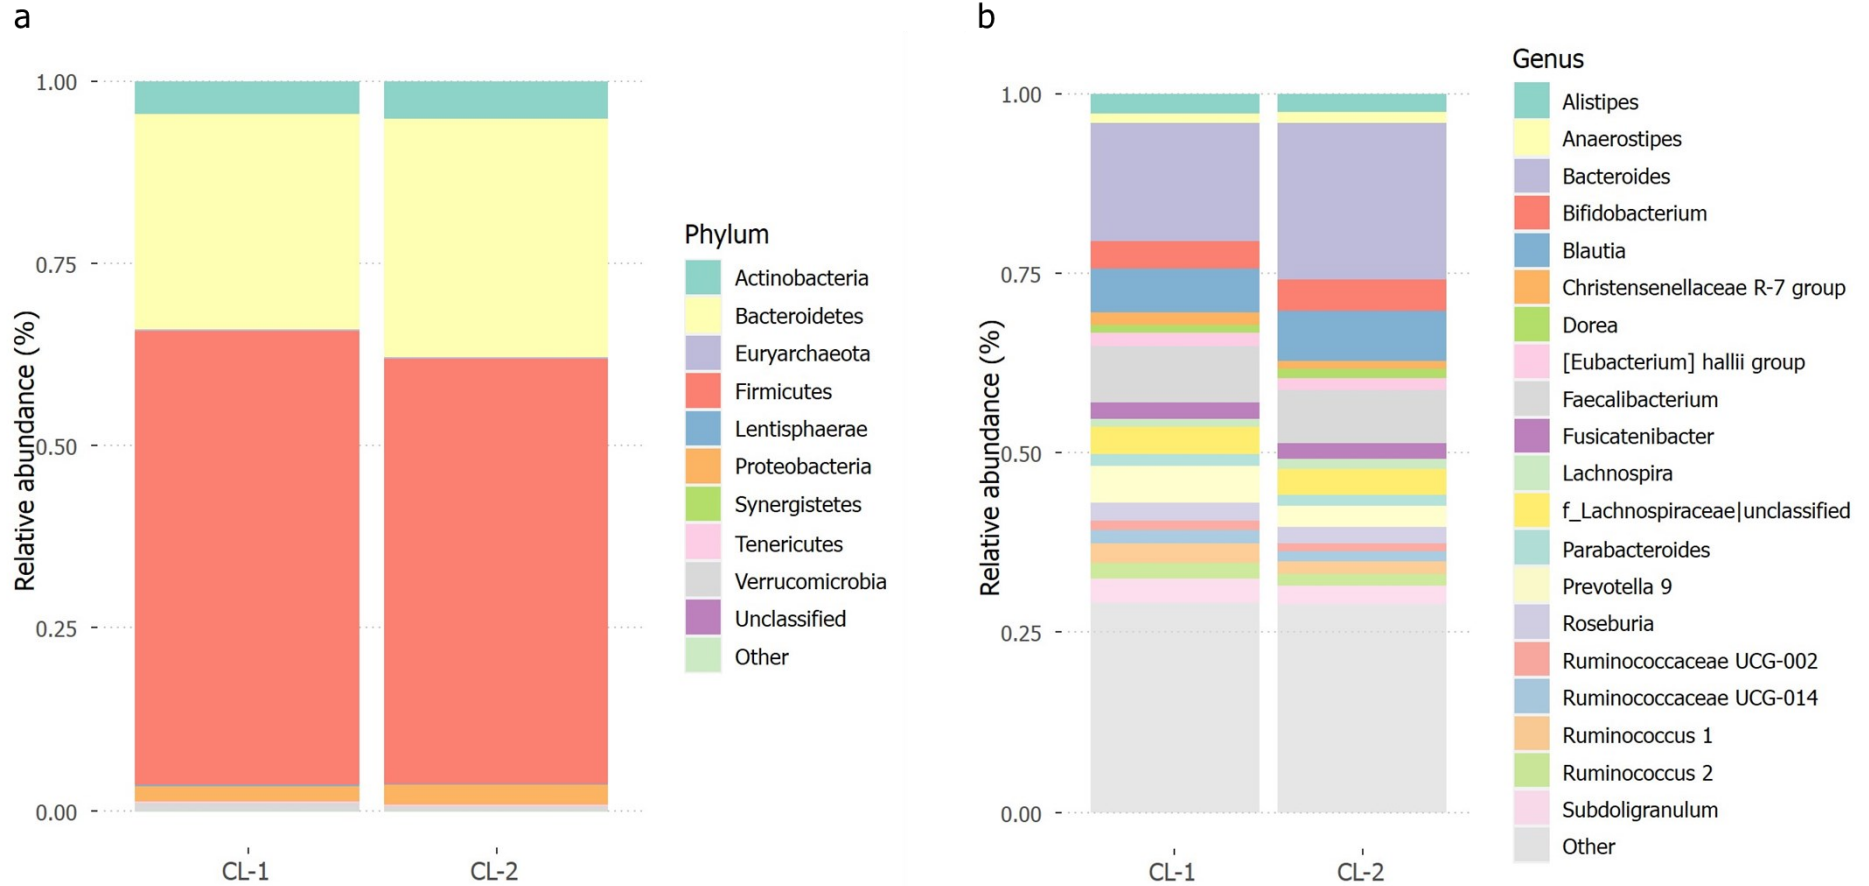 a
Relative abundance (%)
1.00
0.75
0.50
0.25
0.00
CL-1
CL-2
Phylum
Actinobacteria
Bacteroidetes
Euryarchaeota
Firmicutes
Lentisphaerae
Proteobacteria
Synergistetes
Tenericutes
Verrucomicrobia
Unclassified
Other
b
Relative abundance (%)
1.00
0.75
0.50
0.25
0.00
CL-1
CL-2
Genus
Alistipes
Anaerostipes
Bacteroides
Bifidobacterium
Blautia
Christensenellaceae R-7 group
Dorea
[Eubacterium] hallii group
Faecalibacterium
Fusicatenibacter
Lachnospira
f_Lachnospiraceae|unclassified
Parabacteroides
Prevotella 9
Roseburia
Ruminococcaceae UCG-002
Ruminococcaceae UCG-014
Ruminococcus 1
Ruminococcus 2
Subdoligranulum
Other